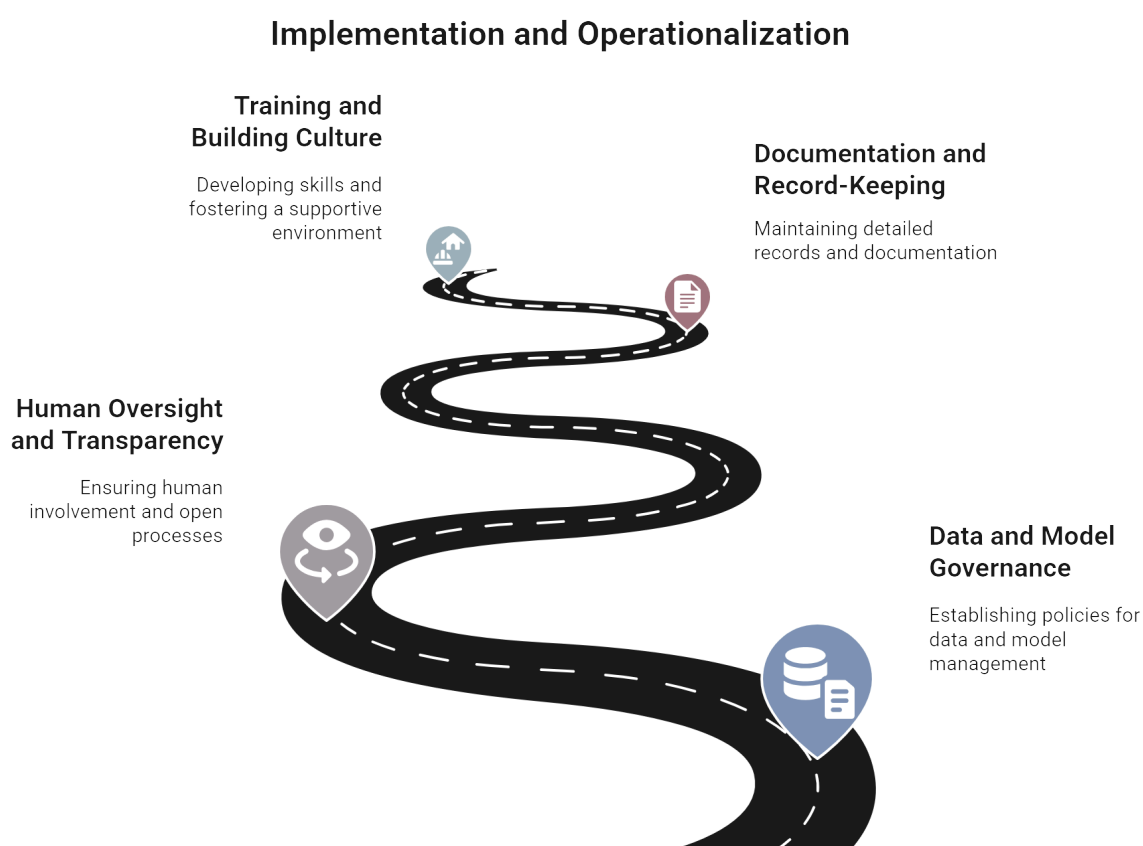 Implementation and Operationalization
Training and
Building Culture
Developing skills and
fostering a supportive
environment
Documentation and
Record-Keeping
Maintaining detailed
records and documentation
Human Oversight
and Transparency
Ensuring human
involvement and open
processes
Data and Model
Governance
Establishing policies for
data and model
management